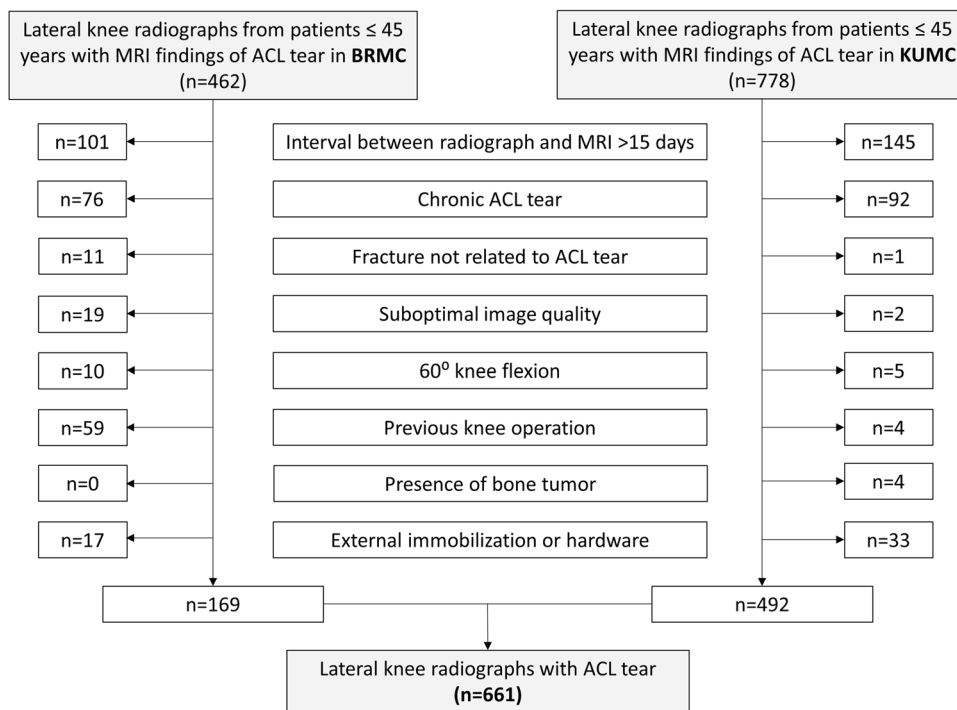 Lateral knee radiographs from patients ≤ 45
years with MRI findings of ACL tear in BRMC
(n=462)
Lateral knee radiographs from patients ≤ 45
years with MRI findings of ACL tear in KUMC
(n=778)
n=101
Interval between radiograph and MRI >15 days
n=145
n=76
Chronic ACL tear
n=92
n=11
Fracture not related to ACL tear
n=1
n=19
Suboptimal image quality
n=2
n=10
60⁰ knee flexion
n=5
n=59
Previous knee operation
n=4
n=0
Presence of bone tumor
n=4
n=17
External immobilization or hardware
n=33
n=169
n=492
Lateral knee radiographs with ACL tear
(n=661)